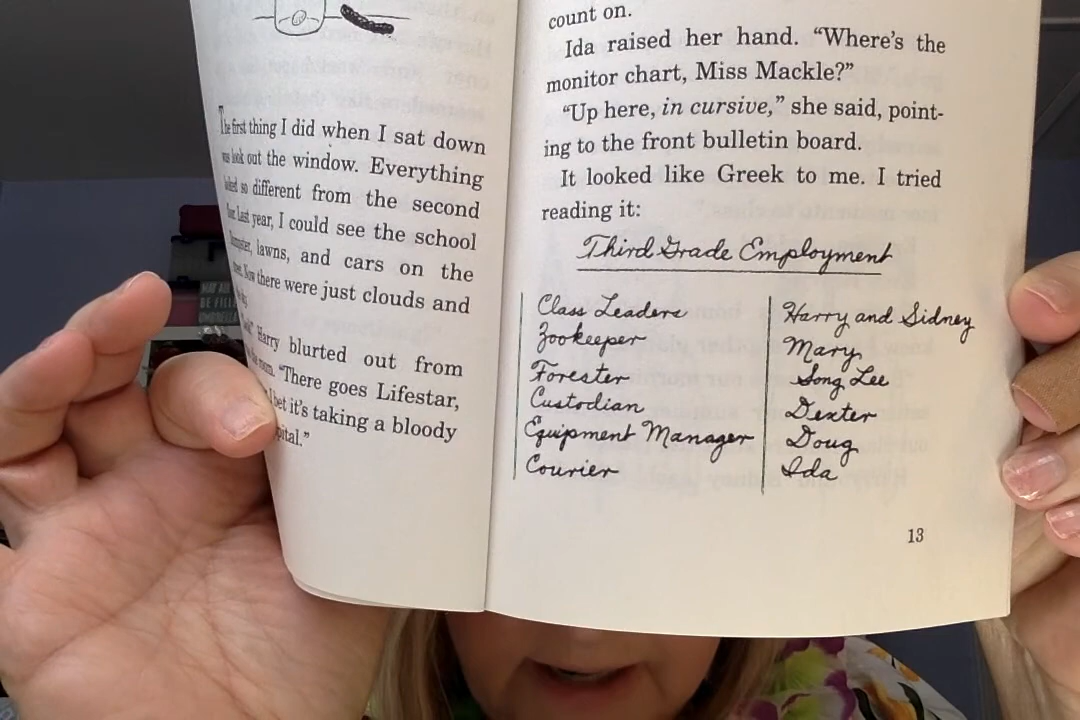 The first thing I did when I sat down
was look out the window. Everything
looked so different from the second
floor. Last year, I could see the school
lawns, and cars on the
street. Now there were just clouds and
Harry blurted out from
the room. "There goes Lifestar,
I bet it's taking a bloody
count on.
Ida raised her hand. "Where's the
monitor chart, Miss Mackle?"
"Up here, in cursive," she said, point-
ing to the front bulletin board.
It looked like Greek to me. I tried
reading it:
Third Grade Employment
Class Leaders Harry and Sidney
Zookeeper Mary
Forester Song Lee
Custodian Dexter
Equipment Manager Doug
Courier Ida
13
BE FILL
UMBRELLA